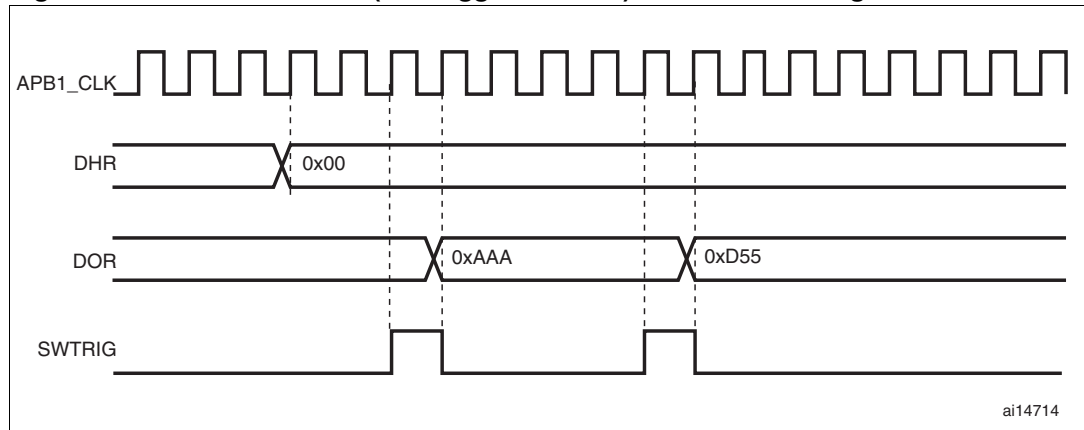 APB1_CLK
DHR
0x00
DOR
0xAAA
0xD55
SWTRIG
ai14714